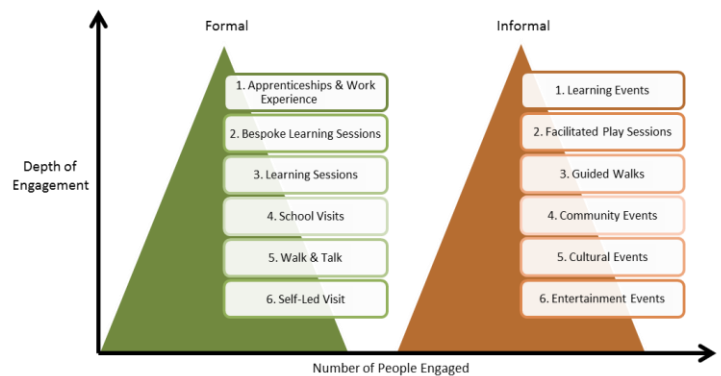 Formal
Informal
1. Apprenticeships & Work
Experience
2. Bespoke Learning Sessions
3. Learning Sessions
4. School Visits
5. Walk & Talk
6. Self-Led Visit
1. Learning Events
2. Facilitated Play Sessions
3. Guided Walks
4. Community Events
5. Cultural Events
6. Entertainment Events
Depth of
Engagement
Number of People Engaged